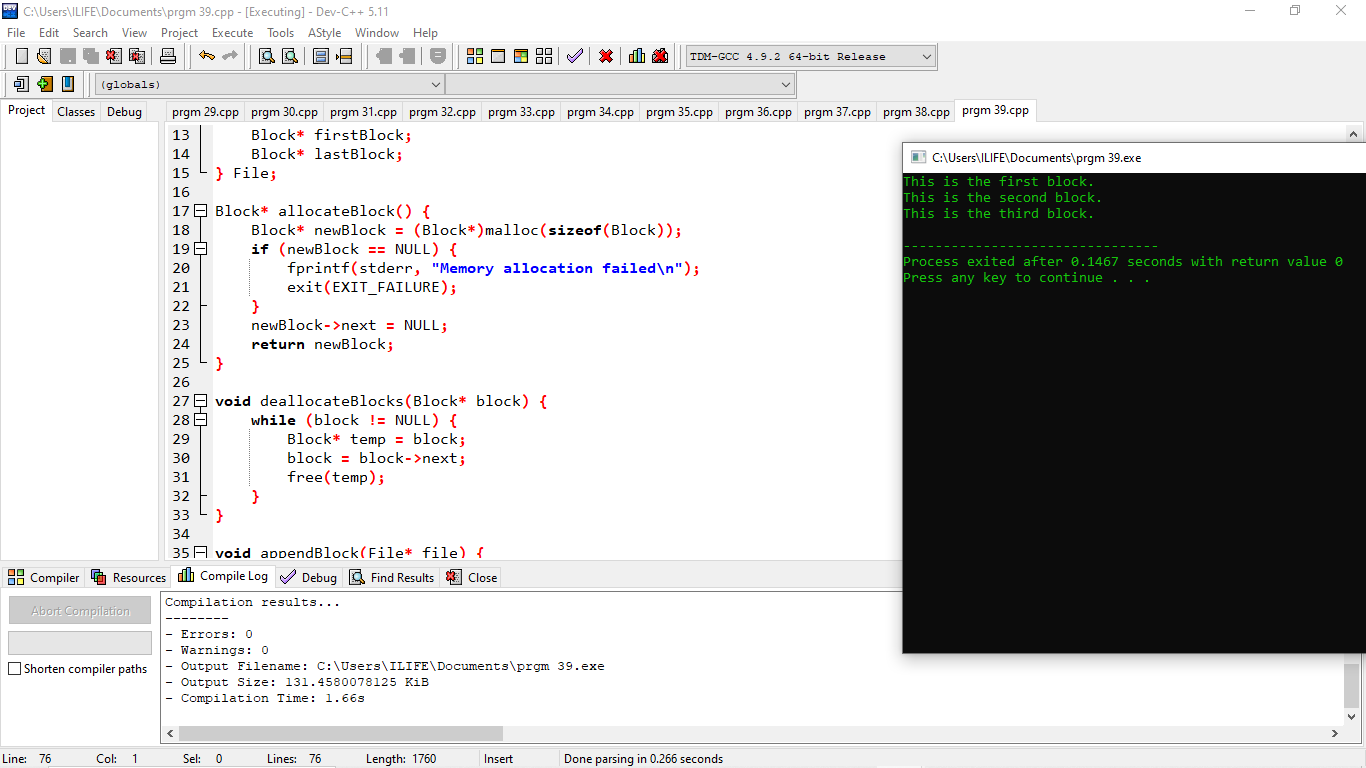 C:\Users\ILIFE\Documents\prgm 39.cpp - [Executing] - Dev-C++ 5.11
File Edit Search View Project Execute Tools AStyle Window Help
TDM-GCC 4.9.2 64-bit Release
(globals)
Project Classes Debug
prgm 29.cpp prgm 30.cpp prgm 31.cpp prgm 32.cpp prgm 33.cpp prgm 34.cpp prgm 35.cpp prgm 36.cpp prgm 37.cpp prgm 38.cpp prgm 39.cpp
13 Block* firstBlock;
14 Block* lastBlock;
15 } File;
16
17 Block* allocateBlock() {
18 Block* newBlock = (Block*)malloc(sizeof(Block));
19 if (newBlock == NULL) {
20 fprintf(stderr, "Memory allocation failed\n");
21 exit(EXIT_FAILURE);
22 }
23 newBlock->next = NULL;
24 return newBlock;
25 }
26
27 void deallocateBlocks(Block* block) {
28 while (block != NULL) {
29 Block* temp = block;
30 block = block->next;
31 free(temp);
32 }
33 }
34
35 void appendBlock(File* file) {
C:\Users\ILIFE\Documents\prgm 39.exe
This is the first block.
This is the second block.
This is the third block.
--------------------------------
Process exited after 0.1467 seconds with return value 0
Press any key to continue . . .
Compiler Resources Compile Log Debug Find Results Close
Abort Compilation
Shorten compiler paths
Compilation results...
--------
- Errors: 0
- Warnings: 0
- Output Filename: C:\Users\ILIFE\Documents\prgm 39.exe
- Output Size: 131.4580078125 KiB
- Compilation Time: 1.66s
Line: 76 Col: 1 Sel: 0 Lines: 76 Length: 1760 Insert Done parsing in 0.266 seconds